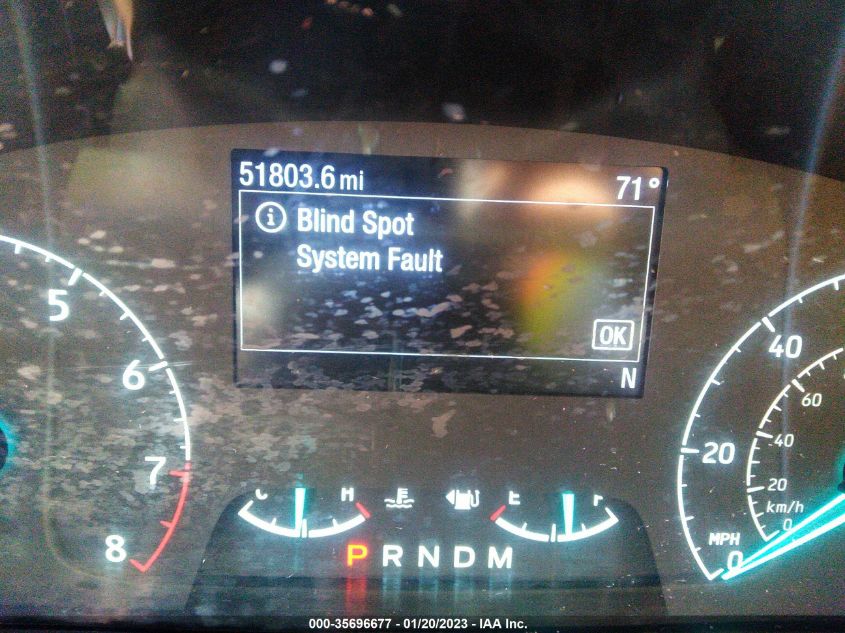 51803.6 mi
71°
i Blind Spot
System Fault
OK
N
5
6
7
8
40
20
MPH
0
60
40
20
km/h
0
C H
E F
P R N D M
000-35696677 - 01/20/2023 - IAA Inc.